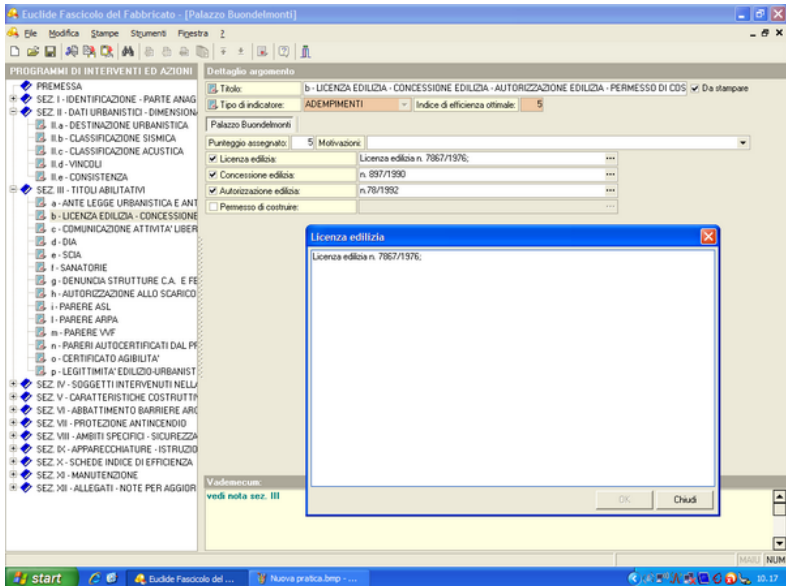 Euclide Fascicolo del Fabbricato - [Palazzo Buondelmonti]
File Modifica Stampe Strumenti Finestra ?
PROGRAMMI DI INTERVENTI ED AZIONI
PREMESSA
SEZ. I - IDENTIFICAZIONE - PARTE ANAG
SEZ. II - DATI URBANISTICI - DIMENSION
II.a - DESTINAZIONE URBANISTICA
II.b - CLASSIFICAZIONE SISMICA
II.c - CLASSIFICAZIONE ACUSTICA
II.d - VINCOLI
II.e - CONSISTENZA
SEZ. III - TITOLI ABILITATIVI
a - ANTE LEGGE URBANISTICA E ANT
b - LICENZA EDILIZIA - CONCESSIONE
c - COMUNICAZIONE ATTIVITA' LIBER
d - DIA
e - SCIA
f - SANATORIE
g - DENUNCIA STRUTTURE C.A. E FE
h - AUTORIZZAZIONE ALLO SCARICO
i - PARERE ASL
l - PARERE ARPA
m - PARERE VVF
n - PARERI AUTOCERTIFICATI DAL PR
o - CERTIFICATO AGIBILITA'
p - LEGITTIMITA' EDILIZIO-URBANIST
SEZ. IV - SOGGETTI INTERVENUTI NELL
SEZ. V - CARATTERISTICHE COSTRUTTI
SEZ. VI - ABBATTIMENTO BARRIERE ARC
SEZ. VII - PROTEZIONE ANTINCENDIO
SEZ. VIII - AMBITI SPECIFICI - SICUREZZA
SEZ. IX - APPARECCHIATURE - ISTRUZIO
SEZ. X - SCHEDE INDICE DI EFFICIENZA
SEZ. XI - MANUTENZIONE
SEZ. XII - ALLEGATI - NOTE PER AGGIOR
Dettaglio argomento
Titolo: b - LICENZA EDILIZIA - CONCESSIONE EDILIZIA - AUTORIZZAZIONE EDILIZIA - PERMESSO DI COS Da stampare
Tipo di indicatore: ADEMPIMENTI Indice di efficienza ottimale: 5
Palazzo Buondelmonti
Punteggio assegnato: 5 Motivazioni:
Licenza edilizia: Licenza edilizia n. 7867/1976; ...
Concessione edilizia: n. 897/1990 ...
Autorizzazione edilizia: n.78/1992 ...
Permesso di costruire: ...
Licenza edilizia
Licenza edilizia n. 7867/1976;
OK Chiudi
Vademecum:
vedi nota sez. III
MAIU NUM
start Euclide Fascicolo del ... Nuova pratica.bmp - ... 10.17